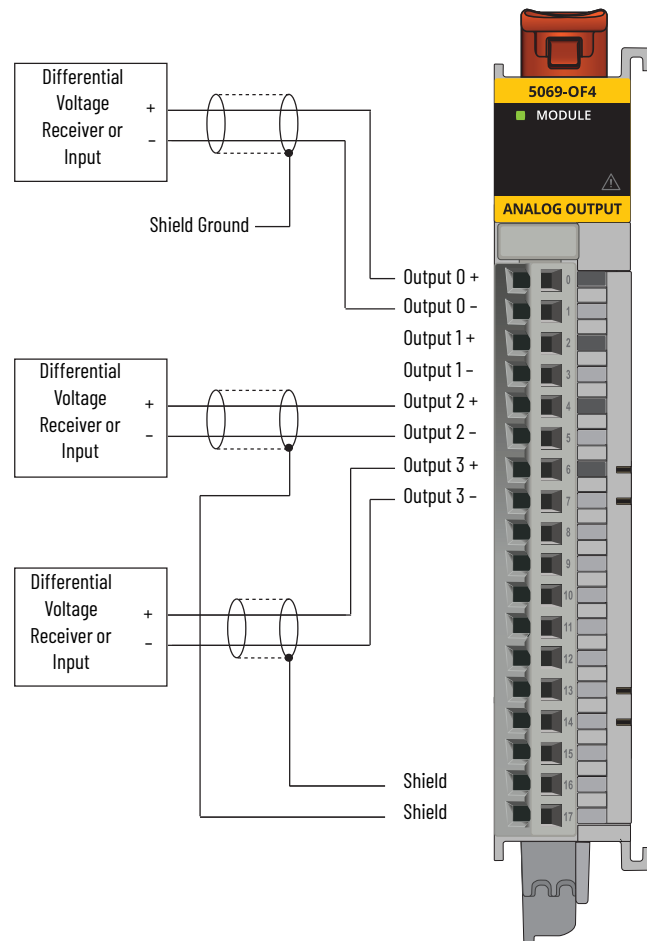 Differential
Voltage
Receiver or
Input
+
−
Shield Ground
Differential
Voltage
Receiver or
Input
+
−
Differential
Voltage
Receiver or
Input
+
−
Output 0 +
Output 0 −
Output 1 +
Output 1 −
Output 2 +
Output 2 −
Output 3 +
Output 3 −
Shield
Shield
5069-OF4
MODULE
ANALOG OUTPUT
0
1
2
3
4
5
6
7
8
9
10
11
12
13
14
15
16
17